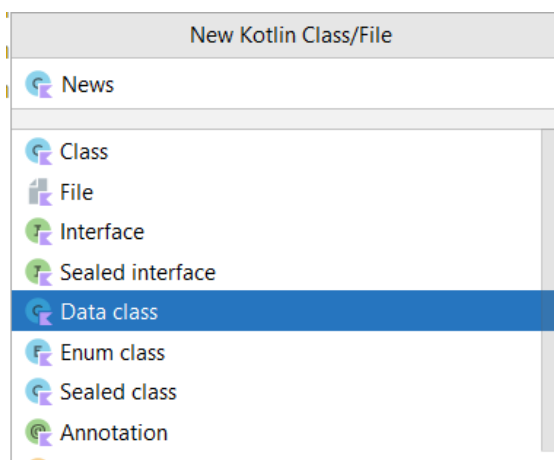 New Kotlin Class/File
News
Class
File
Interface
Sealed interface
Data class
Enum class
Sealed class
Annotation